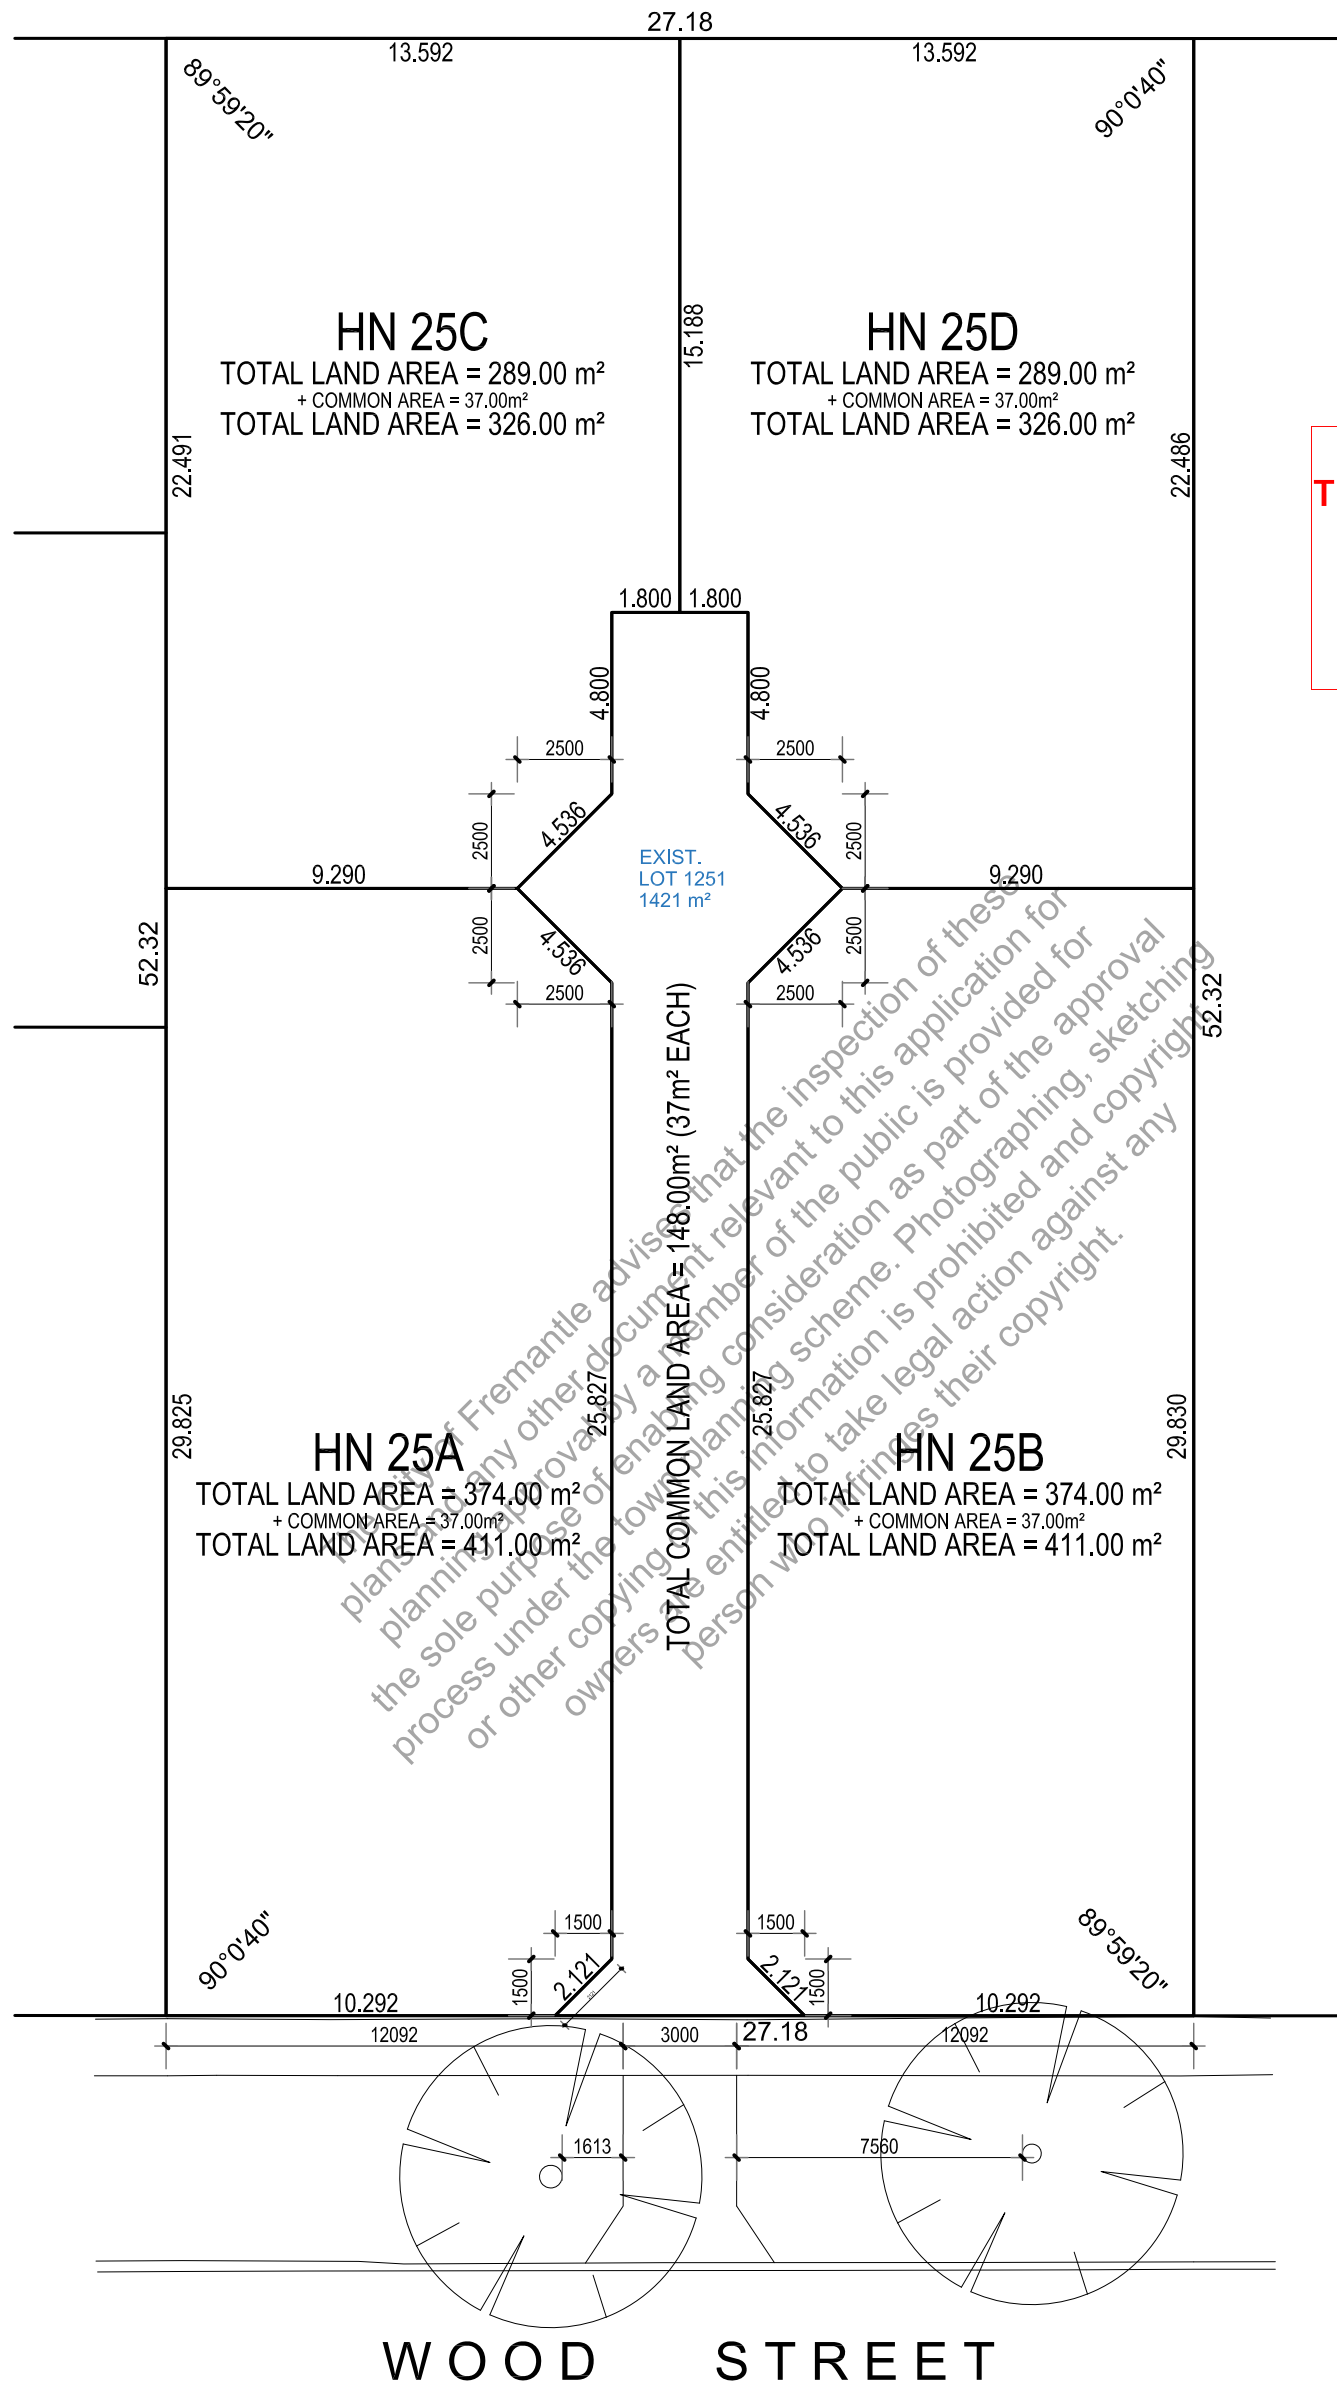 27.18
13.592
13.592
89°59'20"
90°0'40"
HN 25C
TOTAL LAND AREA = 289.00 m²
+ COMMON AREA = 37.00m²
TOTAL LAND AREA = 326.00 m²
15.188
HN 25D
TOTAL LAND AREA = 289.00 m²
+ COMMON AREA = 37.00m²
TOTAL LAND AREA = 326.00 m²
22.491
22.486
T
1.800
1.800
4.800
4.800
2500
2500
4.536
4.536
2500
2500
EXIST.
LOT 1251
1421 m²
9.290
9.290
52.32
52.32
2500
2500
4.536
4.536
2500
2500
TOTAL COMMON LAND AREA = 148.00m² (37m² EACH)
The City of Fremantle advises that the inspection of these
plans and any other document relevant to this application for
planning approval by a member of the public is provided for
the sole purpose of enabling consideration as part of the approval
process under the town planning scheme. Photographing, sketching
or other copying of this information is prohibited and copyright
owners are entitled to take legal action against any
person who infringes their copyright.
25.827
25.827
29.825
29.830
HN 25A
TOTAL LAND AREA = 374.00 m²
+ COMMON AREA = 37.00m²
TOTAL LAND AREA = 411.00 m²
HN 25B
TOTAL LAND AREA = 374.00 m²
+ COMMON AREA = 37.00m²
TOTAL LAND AREA = 411.00 m²
90°0'40"
1500
1500
89°59'20"
1500
2.121
2.121
1500
10.292
10.292
12092
3000
27.18
12092
1613
7560
WOOD STREET